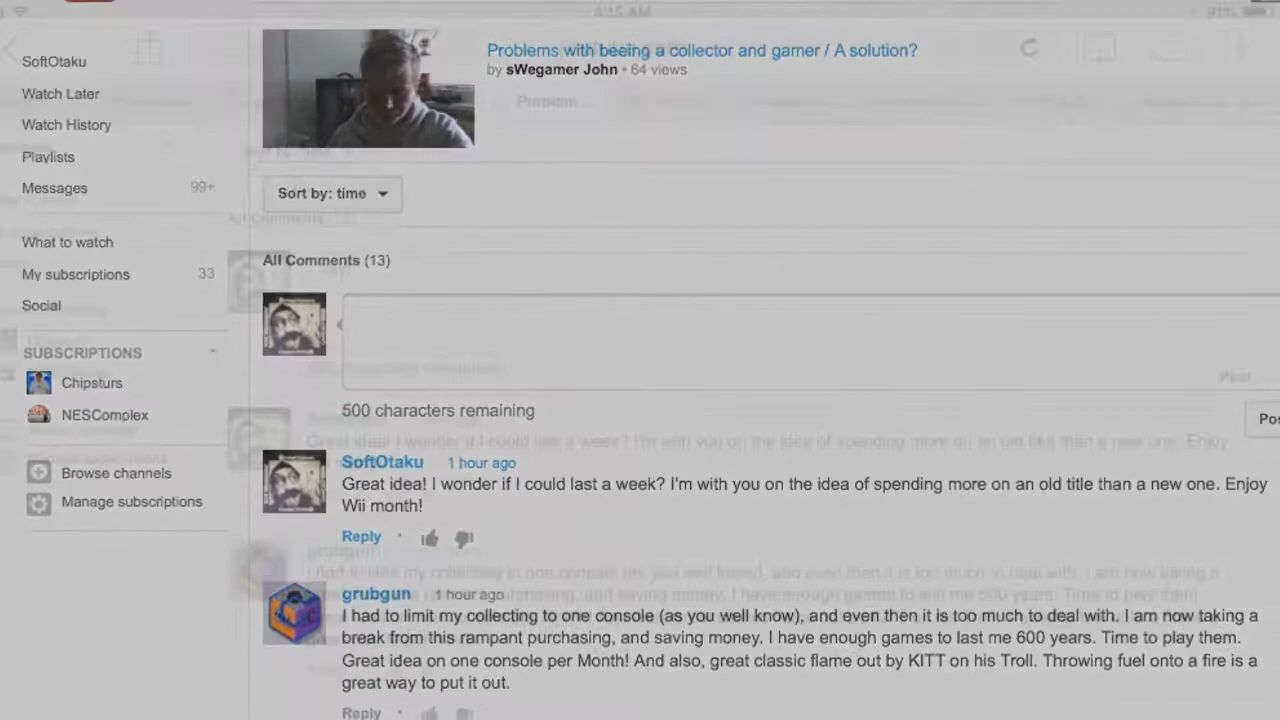 8:15 AM
91%
SoftOtaku
Watch Later
Watch History
Playlists
Messages 99+
What to watch
My subscriptions 33
Social
SUBSCRIPTIONS
Chipsturs
NESComplex
Browse channels
Manage subscriptions
Problems with beeing a collector and gamer / A solution?
by sWegamer John • 64 views
Problem...
Sort by: time
All Comments (13)
500 characters remaining
Pos
SoftOtaku 1 hour ago
Great idea! I wonder if I could last a week? I'm with you on the idea of spending more on an old title than a new one. Enjoy
Wii month!
Reply
grubgun 1 hour ago
I had to limit my collecting to one console (as you well know), and even then it is too much to deal with. I am now taking a
break from this rampant purchasing, and saving money. I have enough games to last me 600 years. Time to play them.
Great idea on one console per Month! And also, great classic flame out by KITT on his Troll. Throwing fuel onto a fire is a
great way to put it out.
Reply